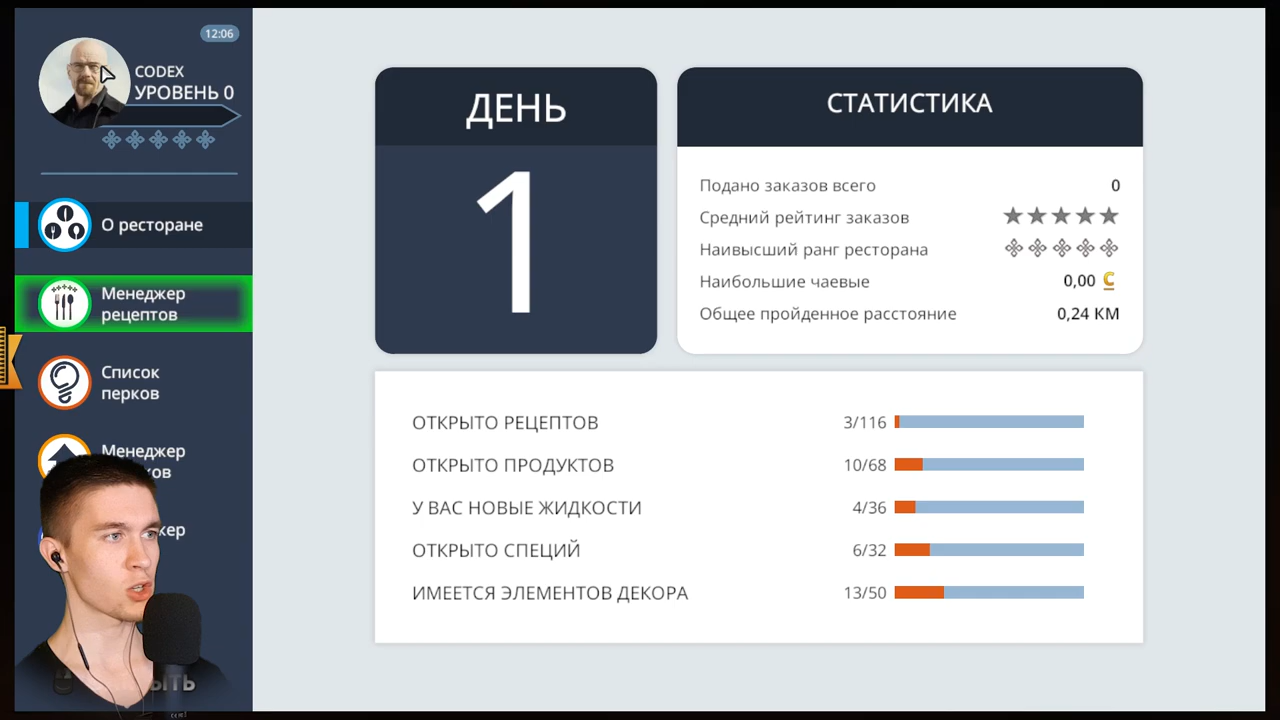 12:06
CODEX
УРОВЕНЬ 0
О ресторане
Менеджер
рецептов
Список
перков
Менеджер
ДЕНЬ
1
СТАТИСТИКА
Подано заказов всего 0
Средний рейтинг заказов
Наивысший ранг ресторана
Наибольшие чаевые 0,00 C
Общее пройденное расстояние 0,24 КМ
ОТКРЫТО РЕЦЕПТОВ 3/116
ОТКРЫТО ПРОДУКТОВ 10/68
У ВАС НОВЫЕ ЖИДКОСТИ 4/36
ОТКРЫТО СПЕЦИЙ 6/32
ИМЕЕТСЯ ЭЛЕМЕНТОВ ДЕКОРА 13/50